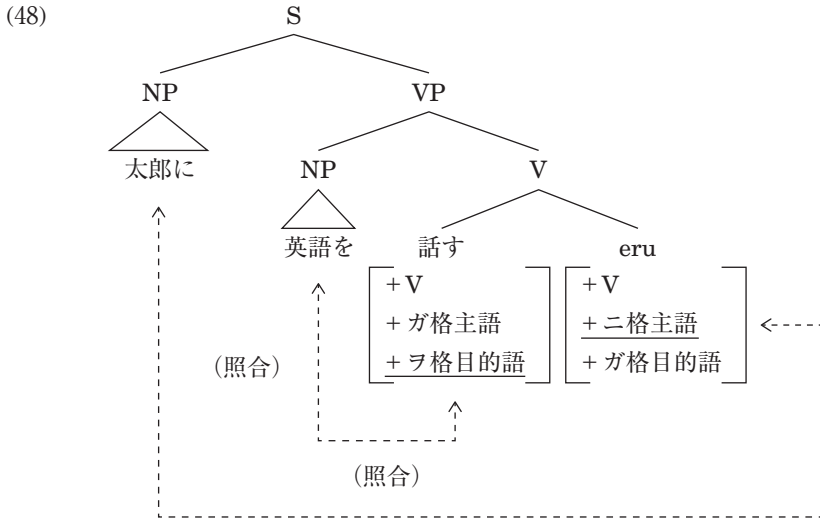 (48)
S
NP VP
太郎に NP V
英語を 話す eru
+V +V
+ガ格主語 +ニ格主語
+ヲ格目的語 +ガ格目的語
（照合）
（照合）